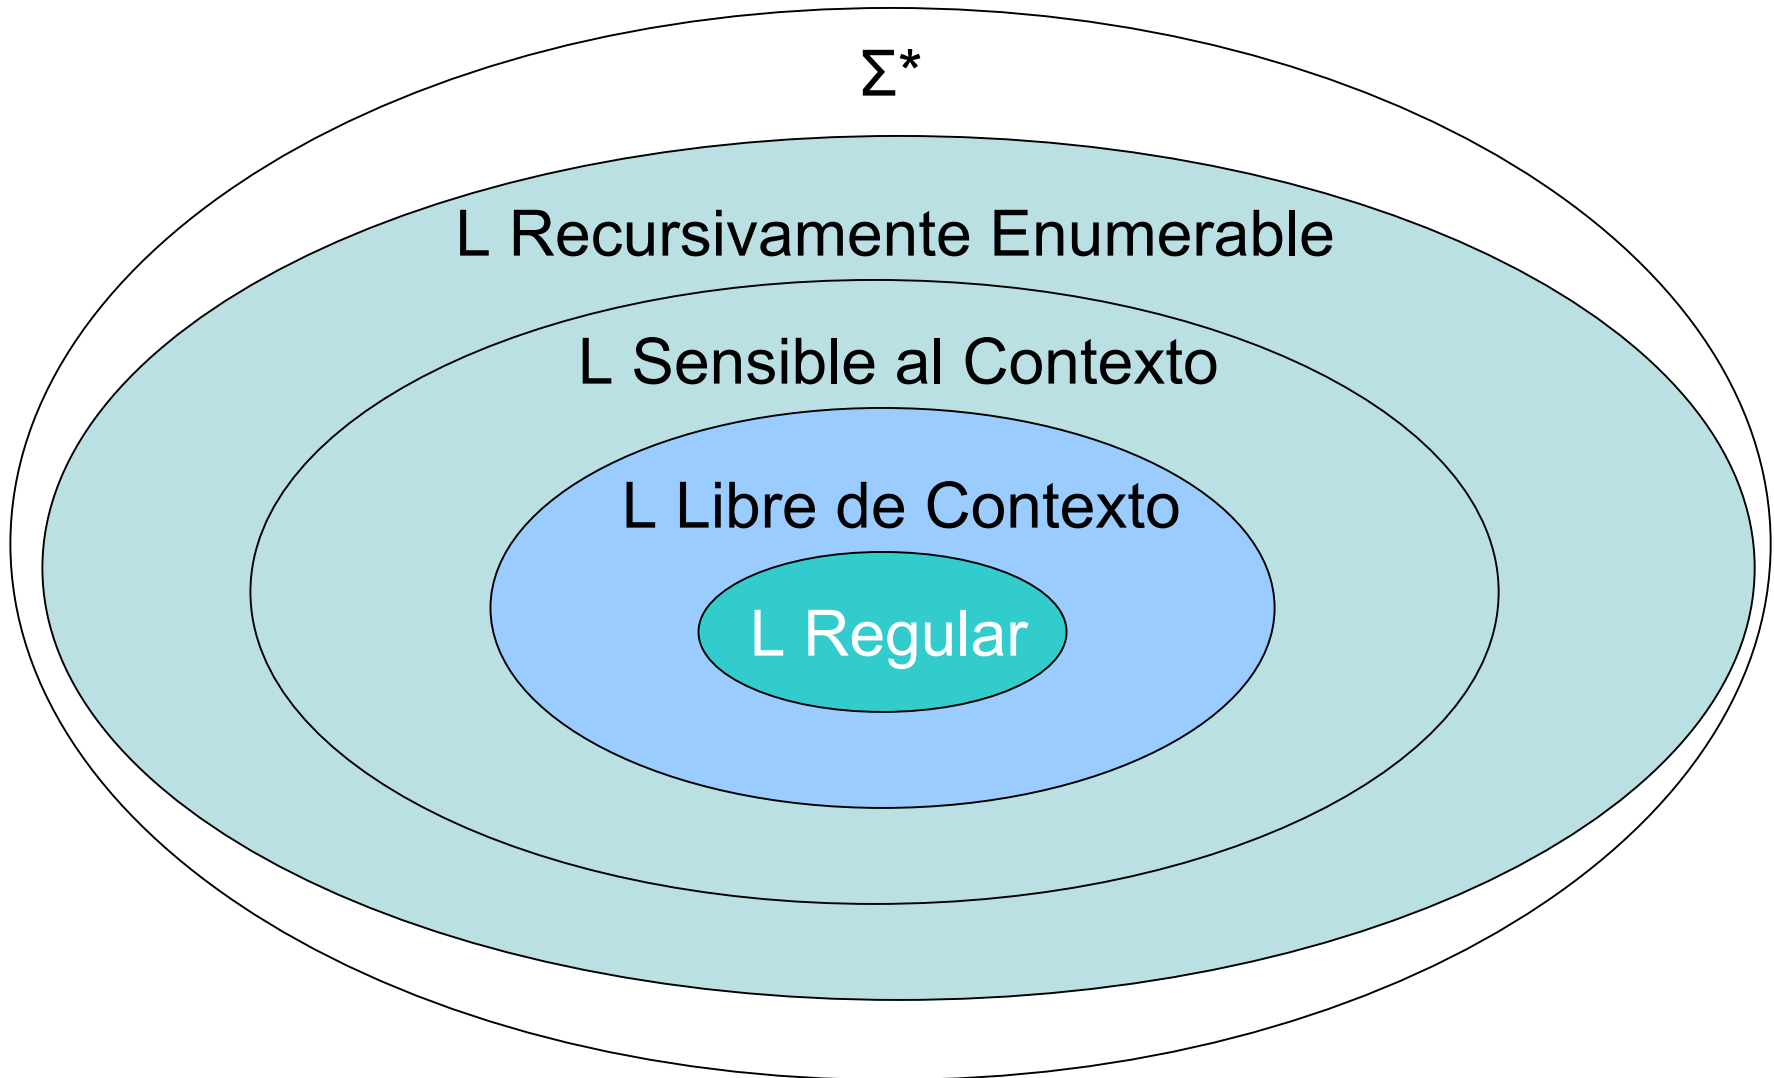 Σ*
L Recursivamente Enumerable
L Sensible al Contexto
L Libre de Contexto
L Regular